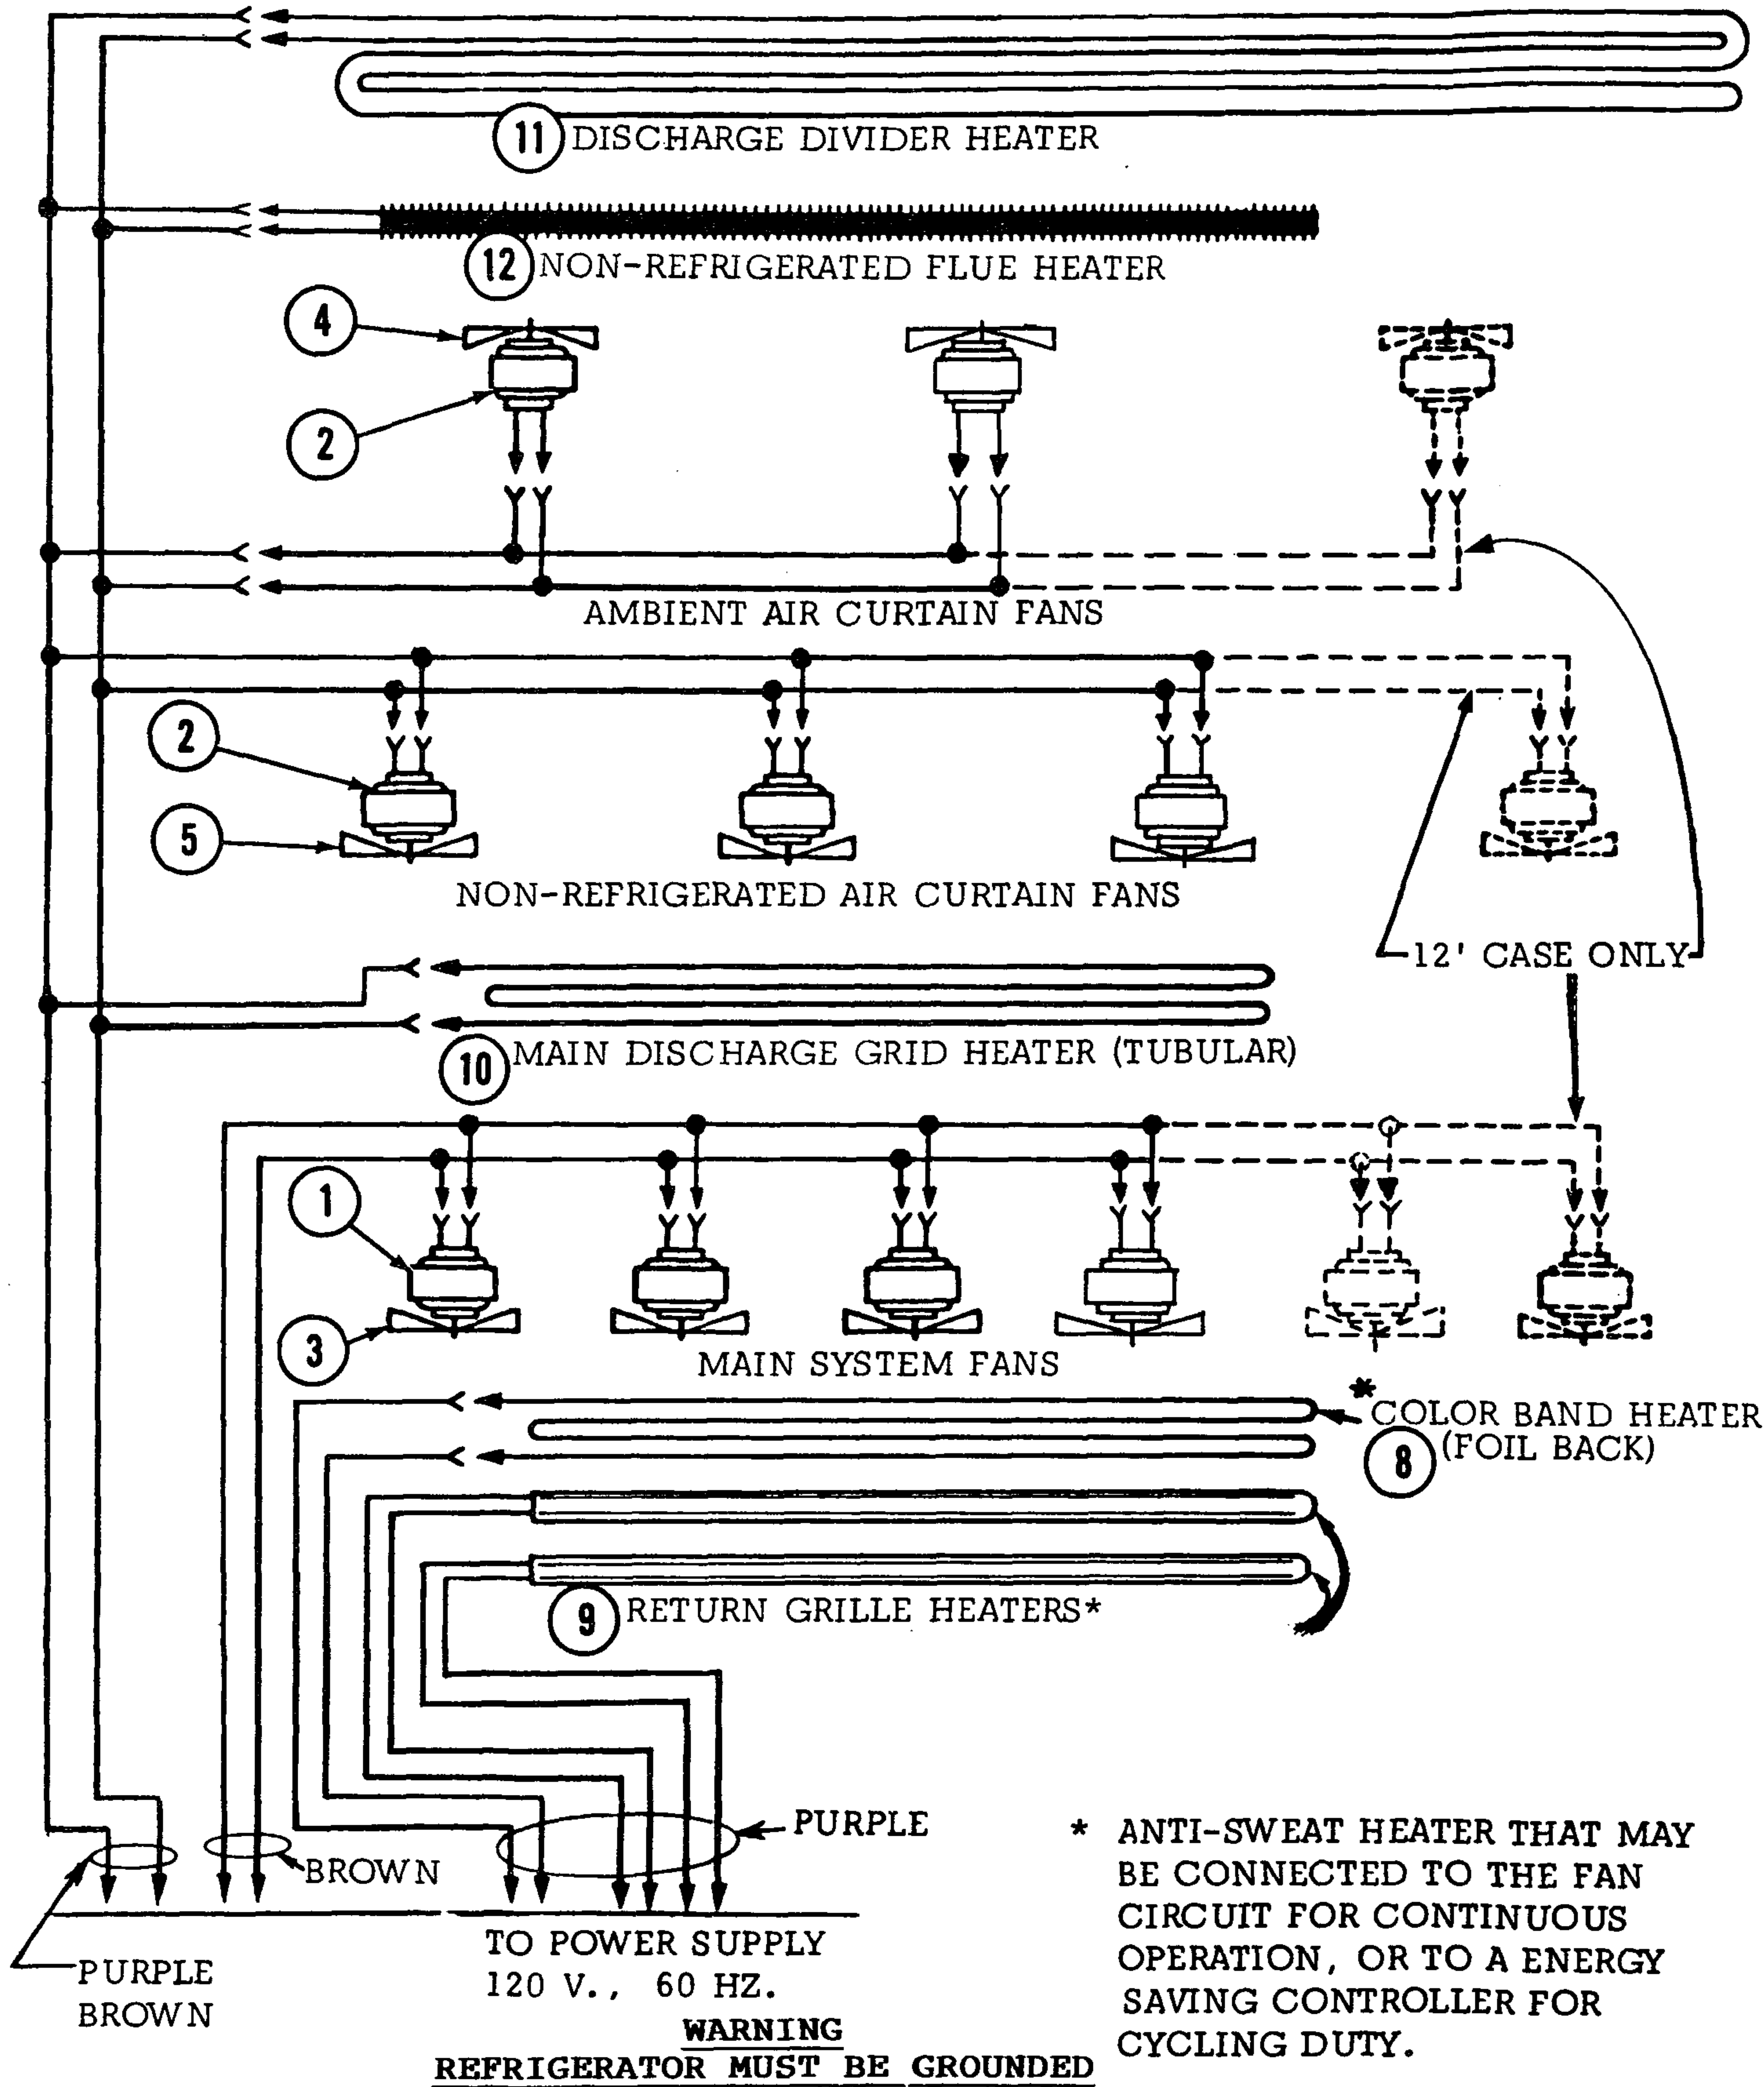 11 DISCHARGE DIVIDER HEATER
12 NON-REFRIGERATED FLUE HEATER
4
2
AMBIENT AIR CURTAIN FANS
2
5
NON-REFRIGERATED AIR CURTAIN FANS
12' CASE ONLY
10 MAIN DISCHARGE GRID HEATER (TUBULAR)
1
3
MAIN SYSTEM FANS
*
COLOR BAND HEATER
8 (FOIL BACK)
9 RETURN GRILLE HEATERS*
PURPLE
BROWN
PURPLE
BROWN
TO POWER SUPPLY
120 V., 60 HZ.
WARNING
REFRIGERATOR MUST BE GROUNDED
* ANTI-SWEAT HEATER THAT MAY
BE CONNECTED TO THE FAN
CIRCUIT FOR CONTINUOUS
OPERATION, OR TO A ENERGY
SAVING CONTROLLER FOR
CYCLING DUTY.